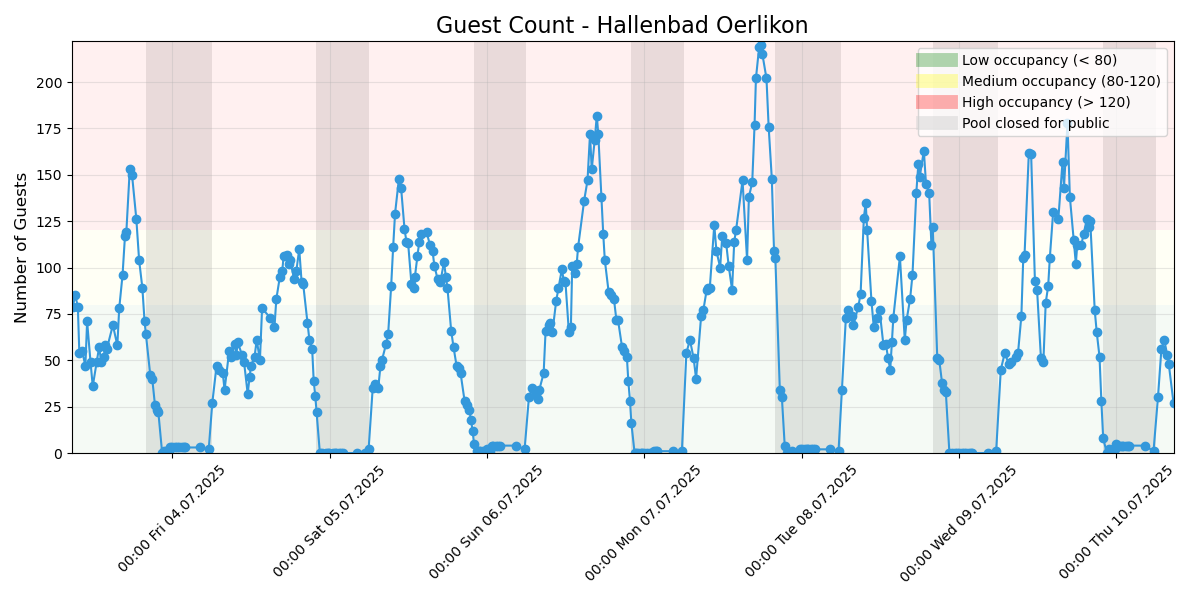 Guest Count - Hallenbad Oerlikon
Number of Guests
200
175
150
125
100
75
50
25
0
Low occupancy (< 80)
Medium occupancy (80-120)
High occupancy (> 120)
Pool closed for public
00:00 Fri 04.07.2025
00:00 Sat 05.07.2025
00:00 Sun 06.07.2025
00:00 Mon 07.07.2025
00:00 Tue 08.07.2025
00:00 Wed 09.07.2025
00:00 Thu 10.07.2025